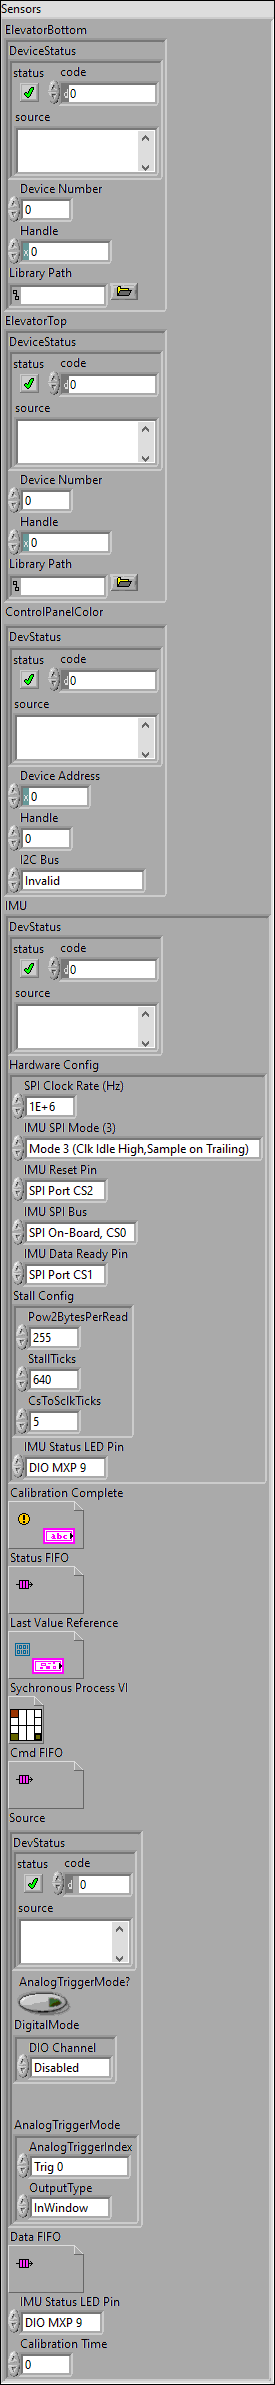 Sensors
ElevatorBottom
DeviceStatus
status code
d 0
source
Device Number
0
Handle
x 0
Library Path
ElevatorTop
DeviceStatus
status code
d 0
source
Device Number
0
Handle
x 0
Library Path
ControlPanelColor
DevStatus
status code
d 0
source
Device Address
x 0
Handle
0
I2C Bus
Invalid
IMU
DevStatus
status code
d 0
source
Hardware Config
SPI Clock Rate (Hz)
1E+6
IMU SPI Mode (3)
Mode 3 (Clk Idle High,Sample on Trailing)
IMU Reset Pin
SPI Port CS2
IMU SPI Bus
SPI On-Board, CS0
IMU Data Ready Pin
SPI Port CS1
Stall Config
Pow2BytesPerRead
255
StallTicks
640
CsToSclkTicks
5
IMU Status LED Pin
DIO MXP 9
Calibration Complete
abc
Status FIFO
Last Value Reference
Sychronous Process VI
Cmd FIFO
Source
DevStatus
status code
d 0
source
AnalogTriggerMode?
DigitalMode
DIO Channel
Disabled
AnalogTriggerMode
AnalogTriggerIndex
Trig 0
OutputType
InWindow
Data FIFO
IMU Status LED Pin
DIO MXP 9
Calibration Time
0